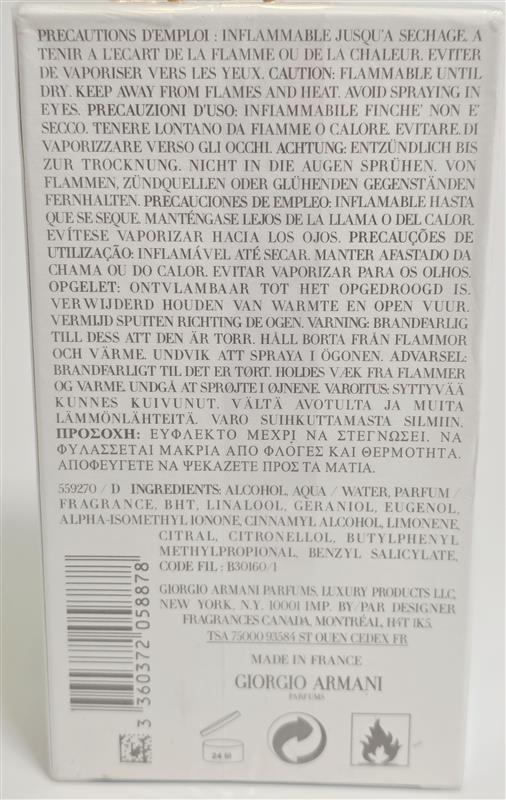 PRECAUTIONS D'EMPLOI : INFLAMMABLE JUSQU'A SECHAGE. A
TENIR A L'ECART DE LA FLAMME OU DE LA CHALEUR. EVITER
DE VAPORISER VERS LES YEUX. CAUTION: FLAMMABLE UNTIL
DRY. KEEP AWAY FROM FLAMES AND HEAT. AVOID SPRAYING IN
EYES. PRECAUZIONI D'USO: INFIAMMABILE FINCHE' NON E'
SECCO. TENERE LONTANO DA FIAMME O CALORE. EVITARE DI
VAPORIZZARE VERSO GLI OCCHI. ACHTUNG: ENTZÜNDLICH BIS
ZUR TROCKNUNG. NICHT IN DIE AUGEN SPRÜHEN. VON
FLAMMEN, ZÜNDQUELLEN ODER GLÜHENDEN GEGENSTÄNDEN
FERNHALTEN. PRECAUCIONES DE EMPLEO: INFLAMABLE HASTA
QUE SE SEQUE. MANTÉNGASE LEJOS DE LA LLAMA O DEL CALOR.
EVÍTESE VAPORIZAR HACIA LOS OJOS. PRECAUÇÕES DE
UTILIZAÇÃO: INFLAMÁVEL ATÉ SECAR. MANTER AFASTADO DA
CHAMA OU DO CALOR. EVITAR VAPORIZAR PARA OS OLHOS.
OPGELET: ONTVLAMBAAR TOT HET OPGEDROOGD IS.
VERWIJDERD HOUDEN VAN WARMTE EN OPEN VUUR.
VERMIJD SPUITEN RICHTING DE OGEN. VARNING: BRANDFARLIG
TILL DESS ATT DEN ÄR TORR. HÅLL BORTA FRÅN FLAMMOR
OCH VÄRME. UNDVIK ATT SPRAYA I ÖGONEN. ADVARSEL:
BRANDFARLIGT TIL DET ER TØRT. HOLDES VÆK FRA FLAMMER
OG VARME. UNDGÅ AT SPRØJTE I ØJNENE. VAROITUS: SYTTYVÄÄ
KUNNES KUIVUNUT. VÄLTÄ AVOTULTA JA MUITA
LÄMMÖNLÄHTEITÄ. VARO SUIHKUTTAMASTA SILMIIN.
ΠΡΟΣΟΧΗ: ΕΥΦΛΕΚΤΟ ΜΕΧΡΙ ΝΑ ΣΤΕΓΝΩΣΕΙ. ΝΑ
ΦΥΛΑΣΣΕΤΑΙ ΜΑΚΡΙΑ ΑΠΟ ΦΛΟΓΕΣ ΚΑΙ ΘΕΡΜΟΤΗΤΑ.
ΑΠΟΦΕΥΓΕΤΕ ΝΑ ΨΕΚΑΖΕΤΕ ΠΡΟΣ ΤΑ ΜΑΤΙΑ.
559270 / D INGREDIENTS: ALCOHOL, AQUA / WATER, PARFUM /
FRAGRANCE, BHT, LINALOOL, GERANIOL, EUGENOL,
ALPHA-ISOMETHYL IONONE, CINNAMYL ALCOHOL, LIMONENE,
CITRAL, CITRONELLOL, BUTYLPHENYL
METHYLPROPIONAL, BENZYL SALICYLATE,
CODE FIL : B30160/1
GIORGIO ARMANI PARFUMS, LUXURY PRODUCTS LLC,
NEW YORK, N.Y. 10001 IMP. BY/PAR DESIGNER
FRAGRANCES CANADA, MONTRÉAL, H4T 1K5.
TSA 75000 93584 ST OUEN CEDEX FR
MADE IN FRANCE
GIORGIO ARMANI
PARFUMS
3 360372 058878
24 M